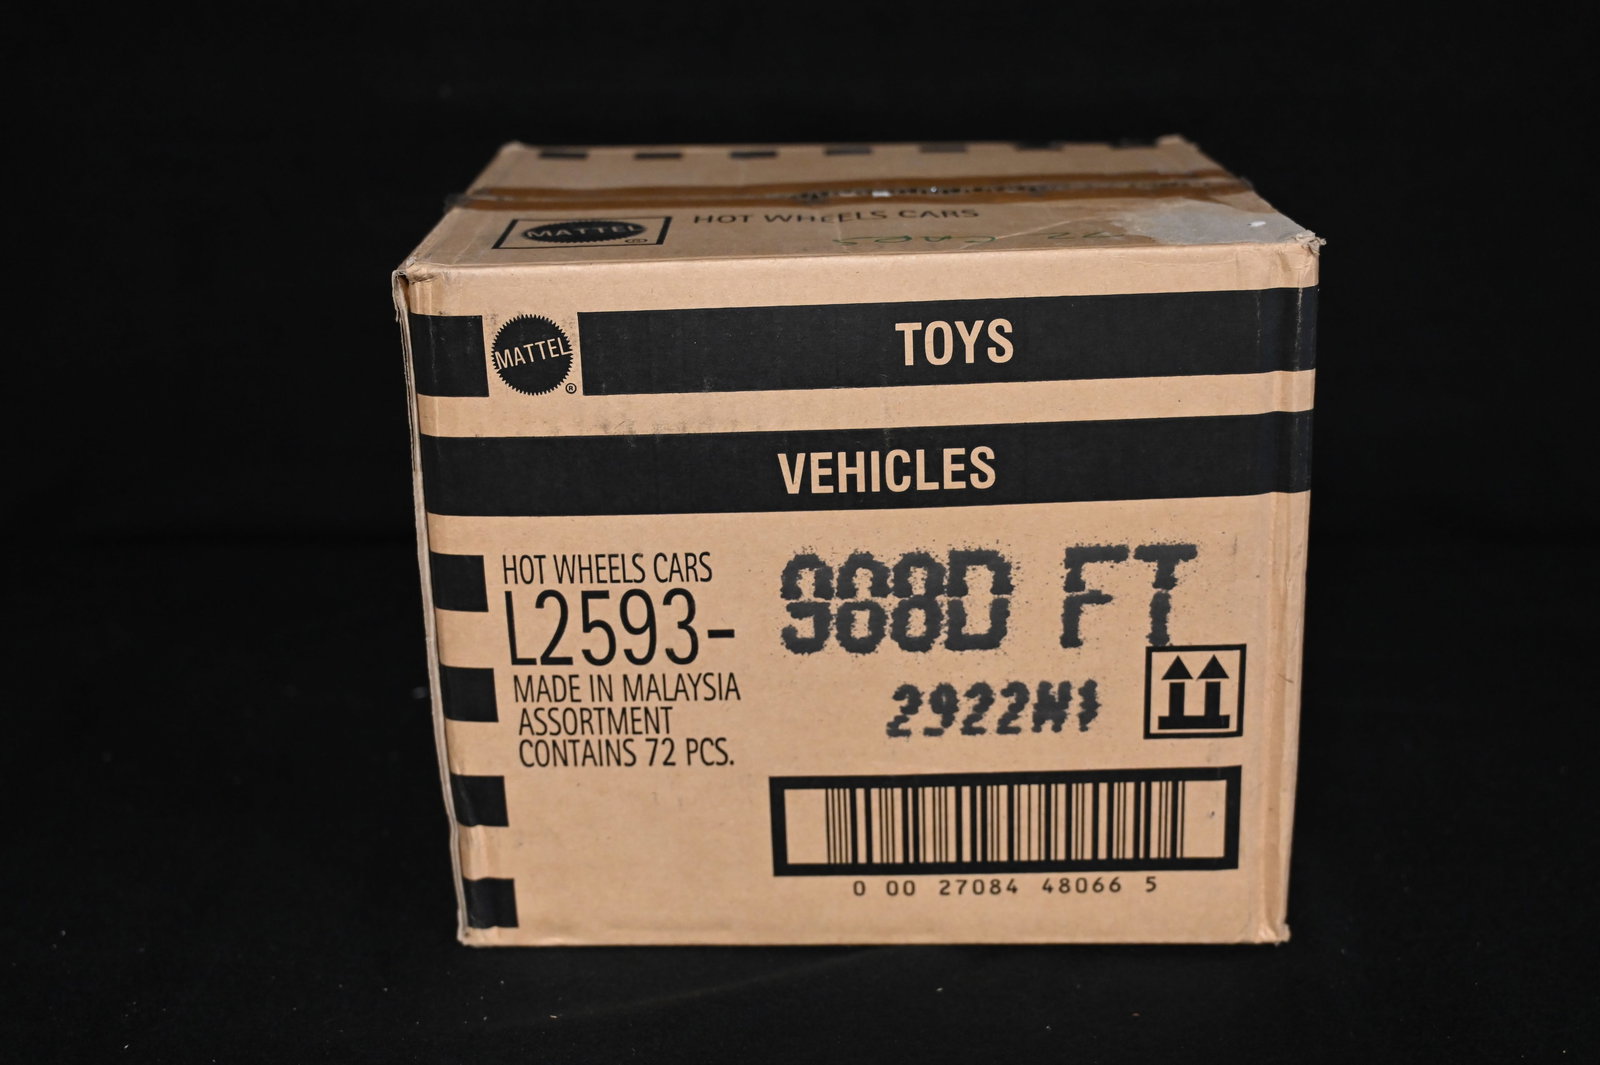 MATTEL
HOT WHEELS CARS
MATTEL
®
TOYS
VEHICLES
HOT WHEELS CARS
L2593-
MADE IN MALAYSIA
ASSORTMENT
CONTAINS 72 PCS.
988D FT
0 00 27084 48066 5